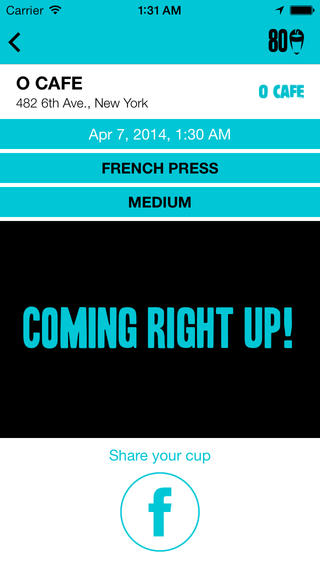 Carrier 1:31 AM
80
O CAFE
482 6th Ave., New York
O CAFE
Apr 7, 2014, 1:30 AM
FRENCH PRESS
MEDIUM
COMING RIGHT UP!
Share your cup
f